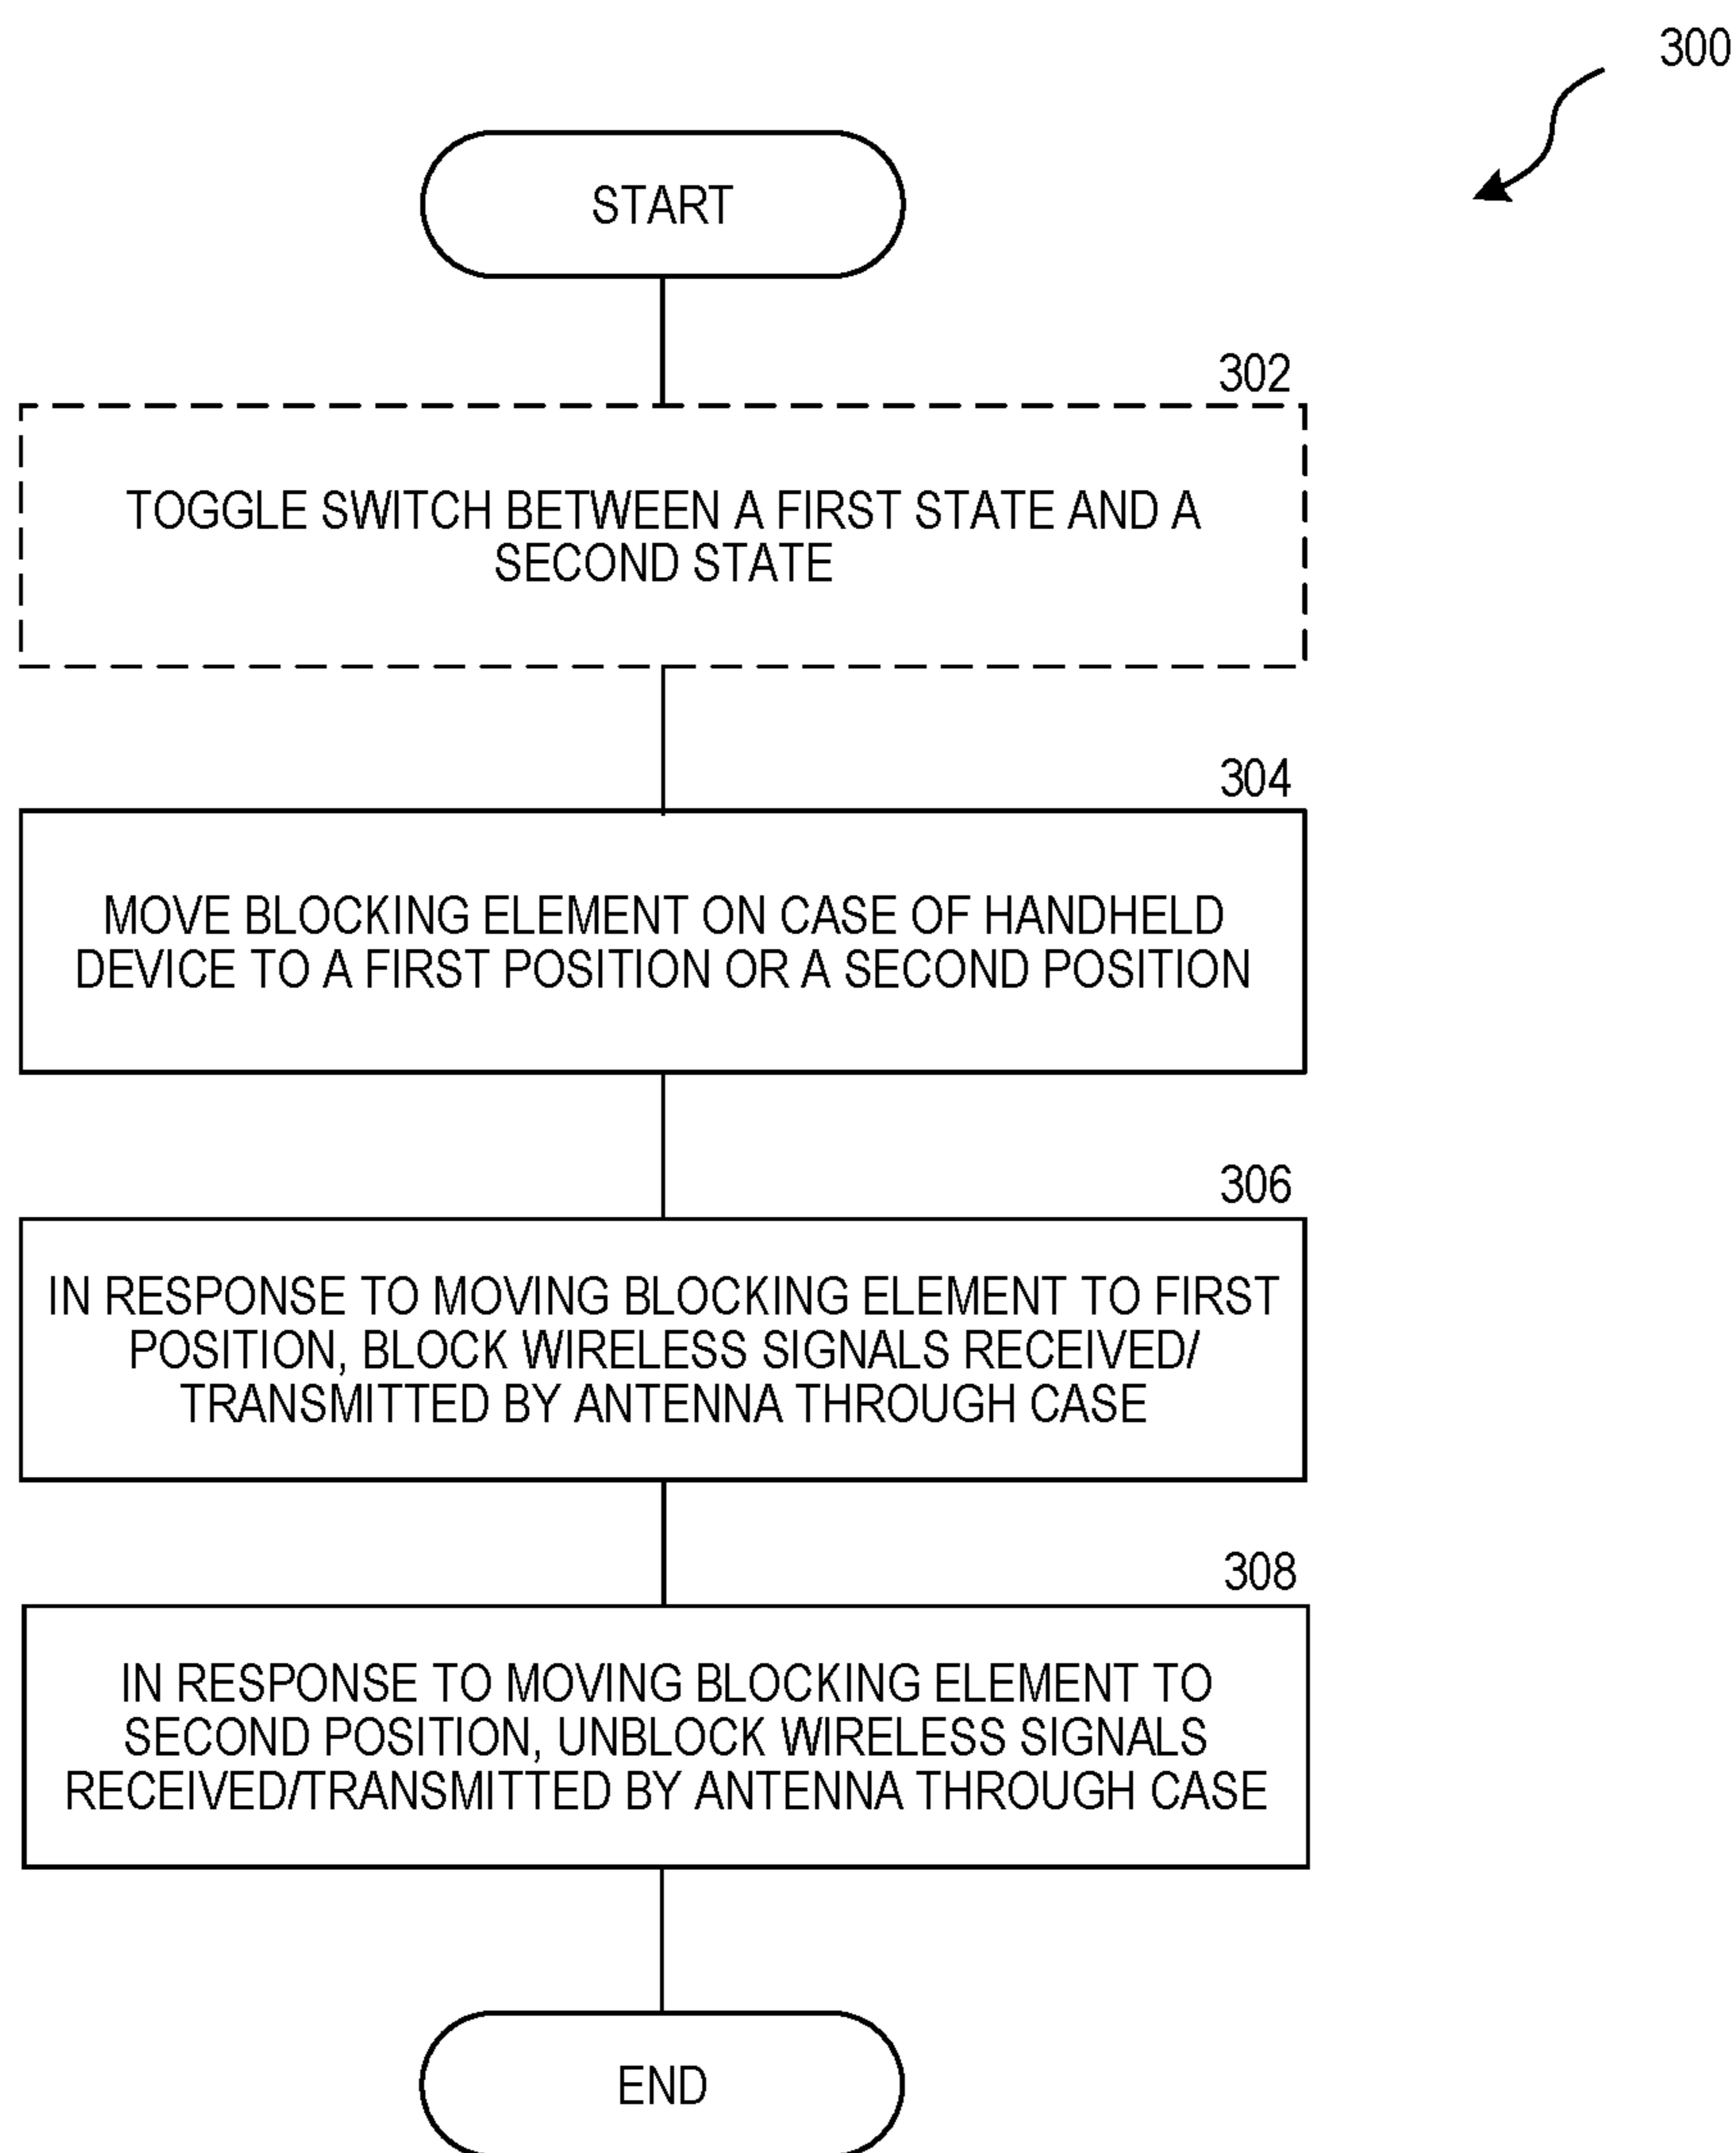 300
START
302
TOGGLE SWITCH BETWEEN A FIRST STATE AND A
SECOND STATE
304
MOVE BLOCKING ELEMENT ON CASE OF HANDHELD
DEVICE TO A FIRST POSITION OR A SECOND POSITION
306
IN RESPONSE TO MOVING BLOCKING ELEMENT TO FIRST
POSITION, BLOCK WIRELESS SIGNALS RECEIVED/
TRANSMITTED BY ANTENNA THROUGH CASE
308
IN RESPONSE TO MOVING BLOCKING ELEMENT TO
SECOND POSITION, UNBLOCK WIRELESS SIGNALS
RECEIVED/TRANSMITTED BY ANTENNA THROUGH CASE
END